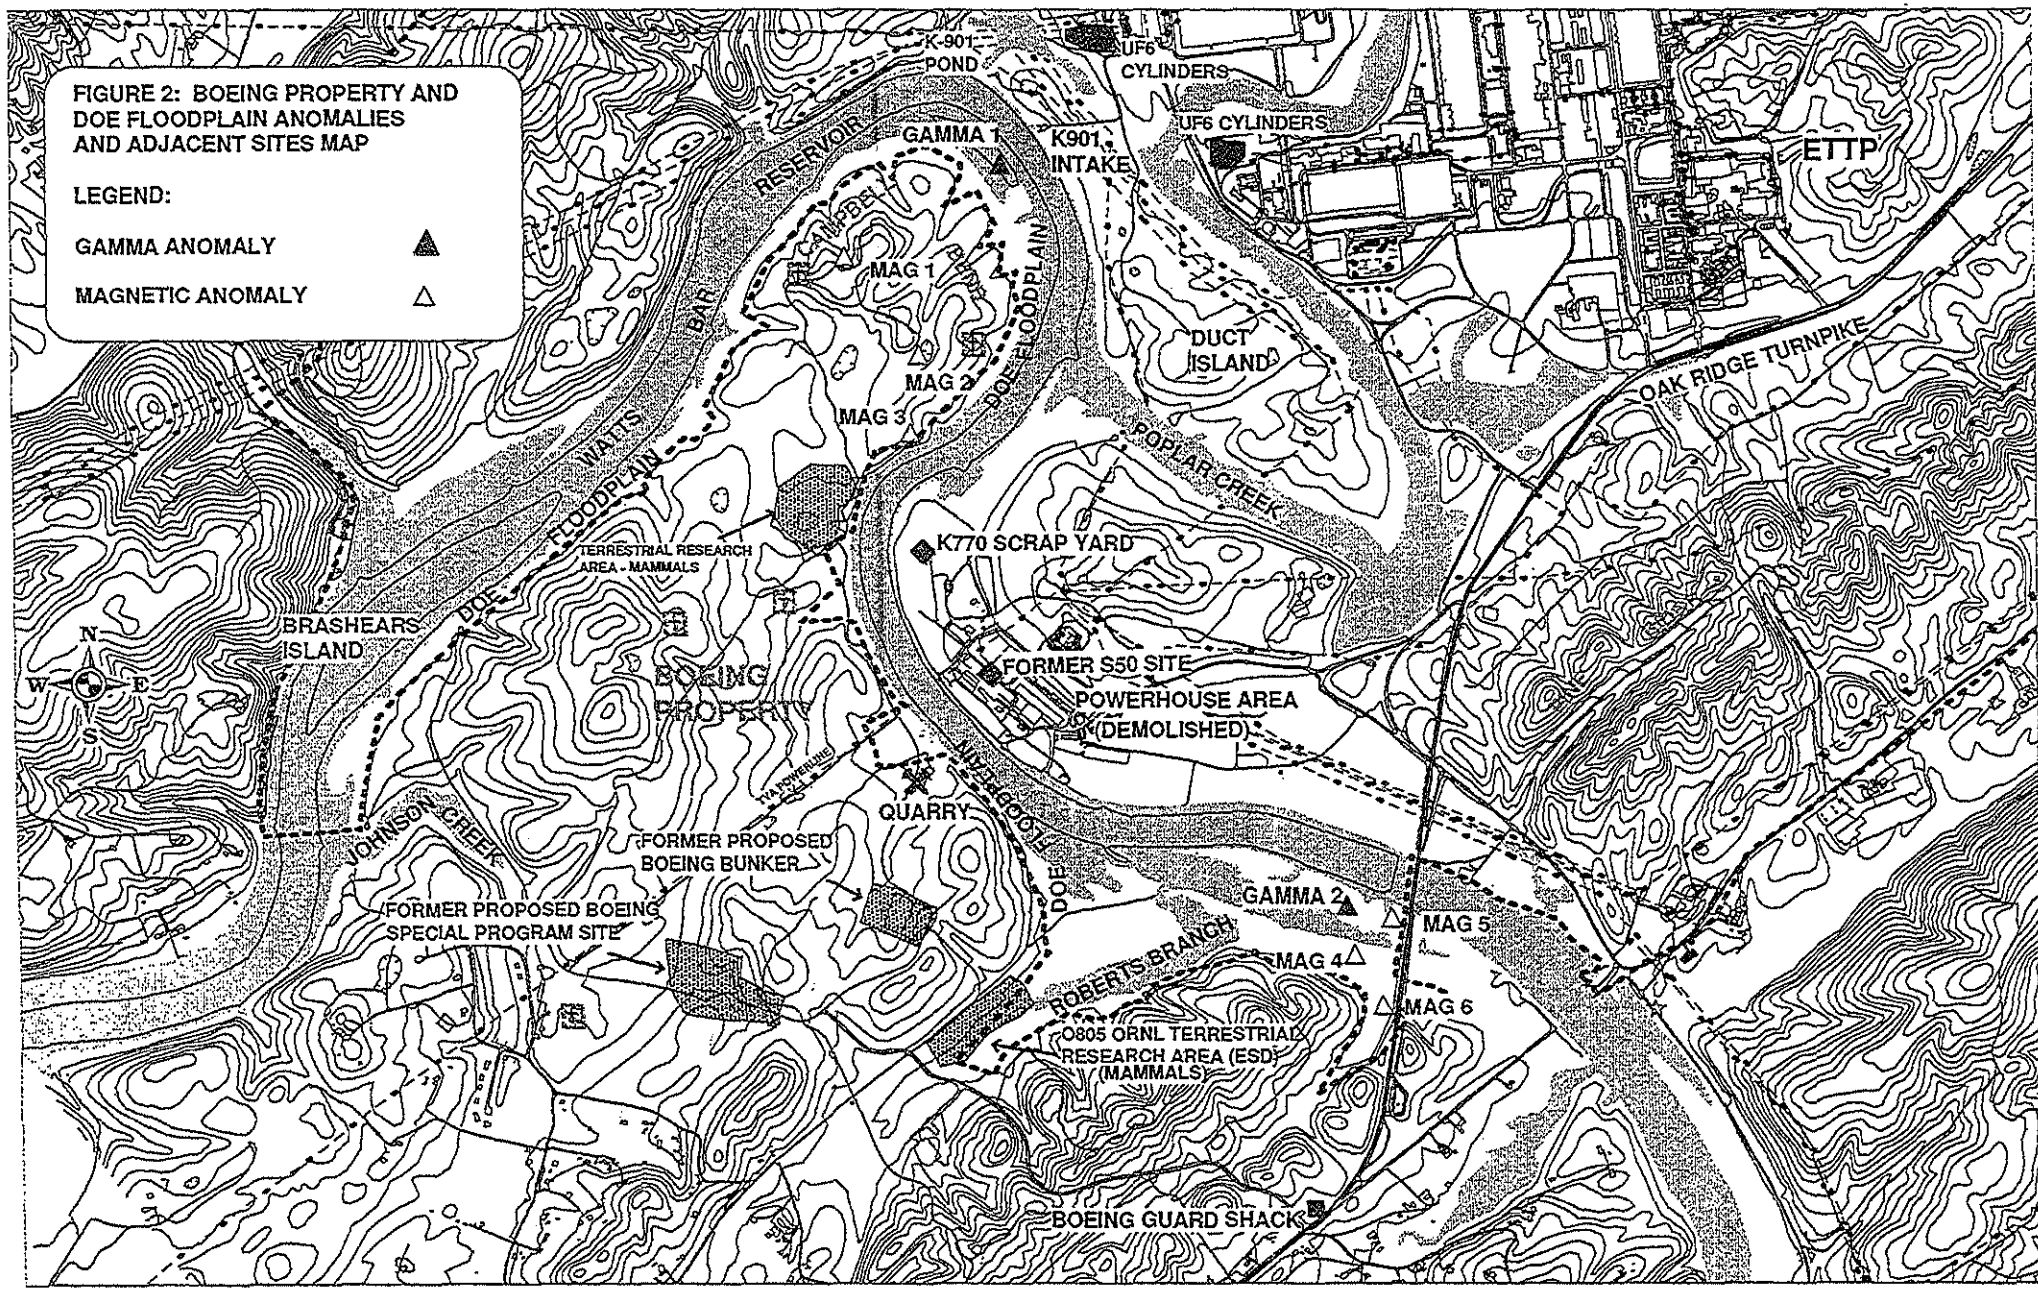 FIGURE 2: BOEING PROPERTY AND
DOE FLOODPLAIN ANOMALIES
AND ADJACENT SITES MAP
LEGEND:
GAMMA ANOMALY
MAGNETIC ANOMALY
K-901
POND
UF6
CYLINDERS
UF6 CYLINDERS
ETTP
GAMMA 1
K901
INTAKE
WATTS
BAR
RESERVOIR
CAMPBELL
BEND
MAG 1
MAG 2
MAG 3
DOE FLOODPLAIN
DUCT
ISLAND
OAK RIDGE TURNPIKE
POPLAR CREEK
DOE
FLOODPLAIN
TERRESTRIAL RESEARCH
AREA - MAMMALS
K770 SCRAP YARD
BRASHEARS
ISLAND
N
W
E
S
BOEING
PROPERTY
FORMER S50 SITE
POWERHOUSE AREA
(DEMOLISHED)
TVA POWERLINE
QUARRY
DOE FLOODPLAIN
JOHNSON CREEK
FORMER PROPOSED
BOEING BUNKER
FORMER PROPOSED BOEING
SPECIAL PROGRAM SITE
GAMMA 2
MAG 5
MAG 4
MAG 6
ROBERTS BRANCH
O805 ORNL TERRESTRIAL
RESEARCH AREA (ESD)
(MAMMALS)
BOEING GUARD SHACK